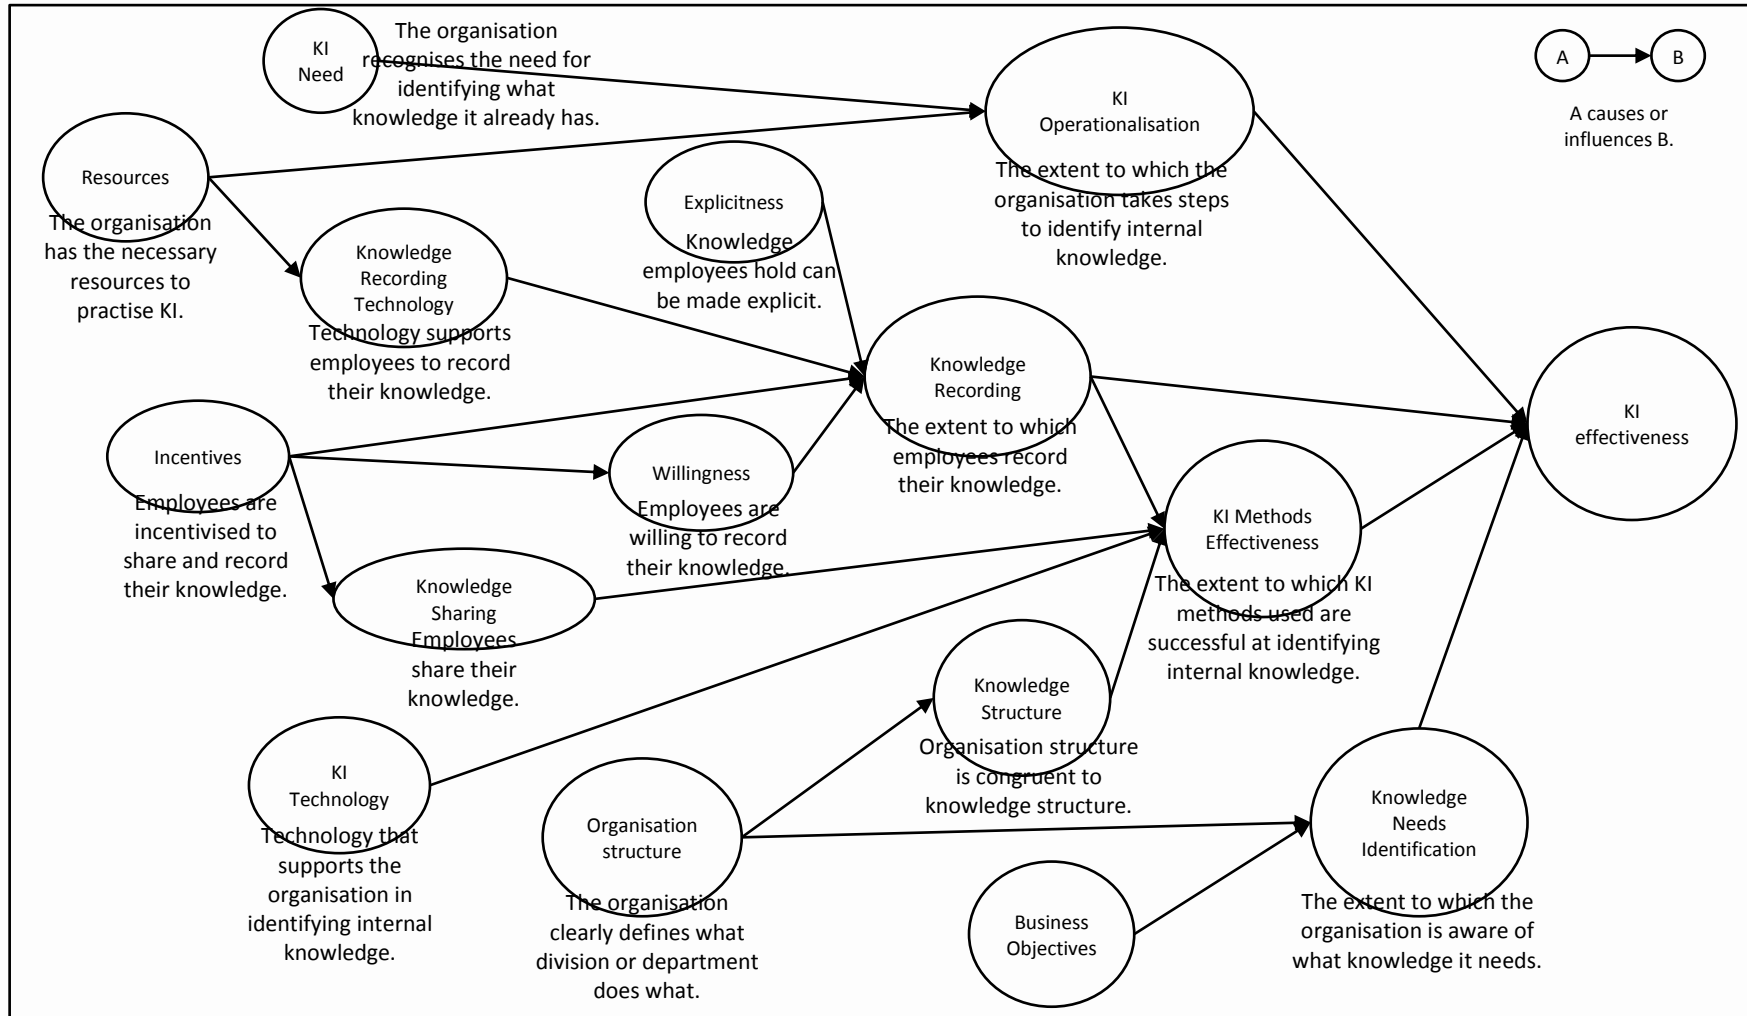 KI
Need
The organisation
recognises the need for
identifying what
knowledge it already has.
KI
Operationalisation
The extent to which the
organisation takes steps
to identify internal
knowledge.
A
B
A causes or
influences B.
Resources
The organisation
has the necessary
resources to
practise KI.
Knowledge
Recording
Technology
Technology supports
employees to record
their knowledge.
Explicitness
Knowledge
employees hold can
be made explicit.
Knowledge
Recording
The extent to which
employees record
their knowledge.
KI
effectiveness
Incentives
Employees are
incentivised to
share and record
their knowledge.
Willingness
Employees are
willing to record
their knowledge.
KI Methods
Effectiveness
The extent to which KI
methods used are
successful at identifying
internal knowledge.
Knowledge
Sharing
Employees
share their
knowledge.
Knowledge
Structure
Organisation structure
is congruent to
knowledge structure.
KI
Technology
Technology that
supports the
organisation in
identifying internal
knowledge.
Organisation
structure
The organisation
clearly defines what
division or department
does what.
Business
Objectives
Knowledge
Needs
Identification
The extent to which the
organisation is aware of
what knowledge it needs.